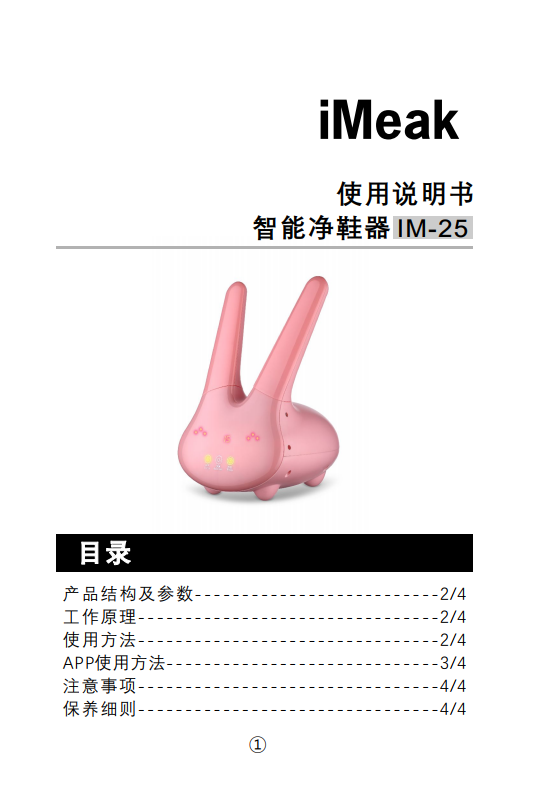 iMeak
使用说明书
智能净鞋器 IM-25
目录
产品结构及参数--------------------------2/4
工作原理--------------------------------2/4
使用方法--------------------------------2/4
APP使用方法-----------------------------3/4
注意事项--------------------------------4/4
保养细则--------------------------------4/4
①